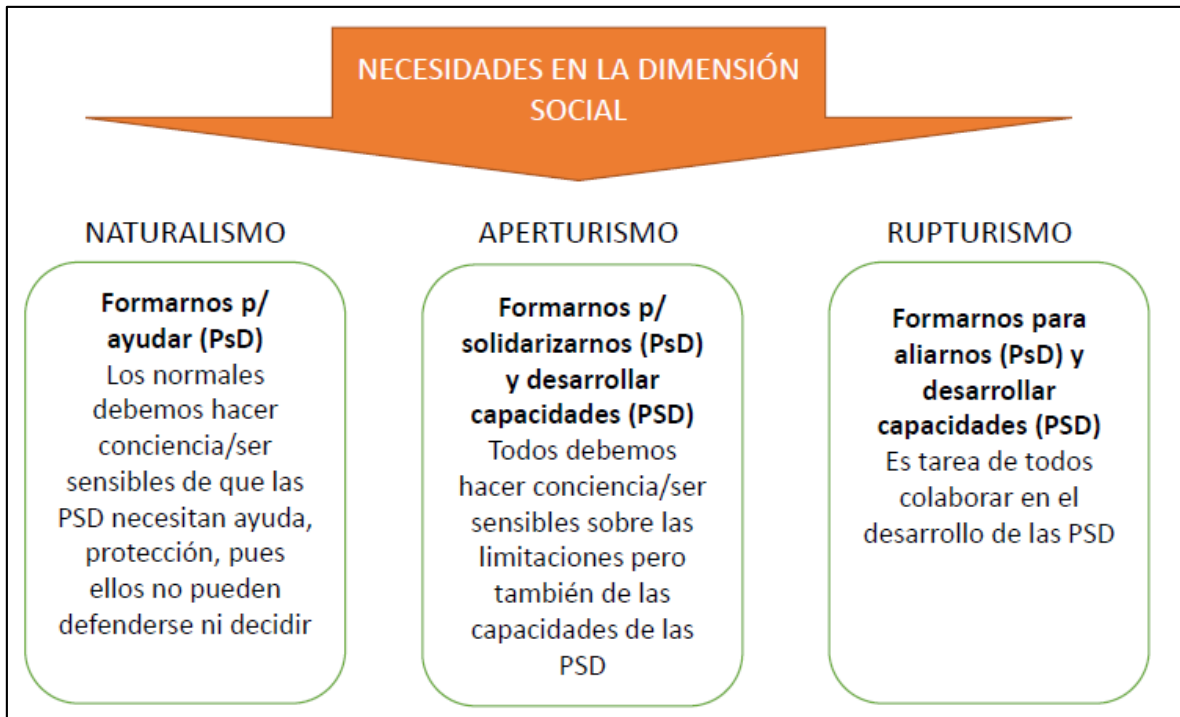 NECESIDADES EN LA DIMENSIÓN
SOCIAL
NATURALISMO
Formarnos p/
ayudar (PsD)
Los normales
debemos hacer
conciencia/ser
sensibles de que las
PSD necesitan ayuda,
protección, pues
ellos no pueden
defenderse ni decidir
APERTURISMO
Formarnos p/
solidarizarnos (PsD)
y desarrollar
capacidades (PSD)
Todos debemos
hacer conciencia/ser
sensibles sobre las
limitaciones pero
también de las
capacidades de las
PSD
RUPTURISMO
Formarnos para
aliarnos (PsD) y
desarrollar
capacidades (PSD)
Es tarea de todos
colaborar en el
desarrollo de las PSD